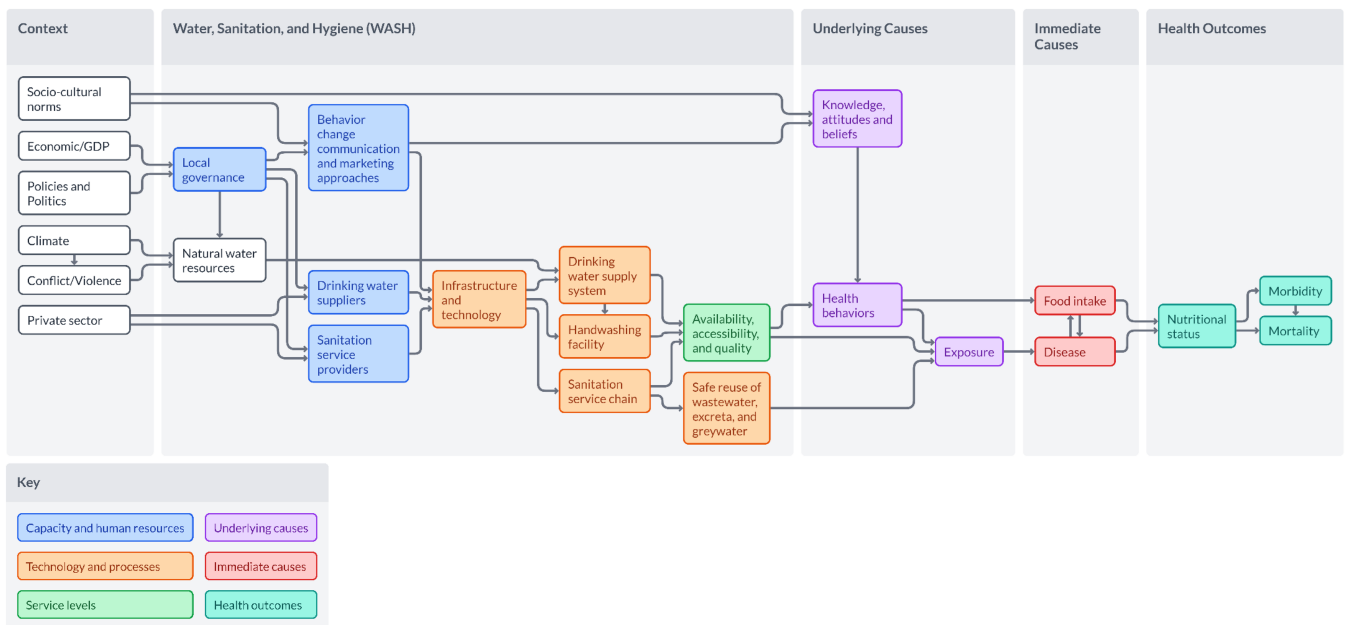 Context
Water, Sanitation, and Hygiene (WASH)
Underlying Causes
Immediate
Causes
Health Outcomes
Socio-cultural
norms
Economic/GDP
Policies and
Politics
Climate
Conflict/Violence
Private sector
Local
governance
Natural water
resources
Behavior
change
communication
and marketing
approaches
Drinking water
suppliers
Sanitation
service
providers
Infrastructure
and
technology
Drinking
water supply
system
Handwashing
facility
Sanitation
service chain
Availability,
accessibility,
and quality
Safe reuse of
wastewater,
excreta, and
greywater
Knowledge,
attitudes and
beliefs
Health
behaviors
Exposure
Food intake
Disease
Nutritional
status
Morbidity
Mortality
Key
Capacity and human resources
Underlying causes
Technology and processes
Immediate causes
Service levels
Health outcomes